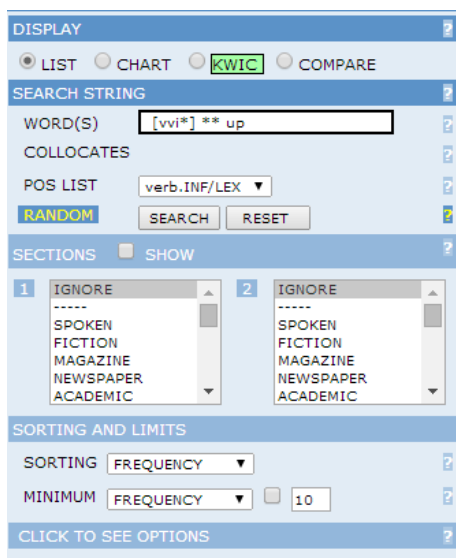 DISPLAY ?
LIST CHART KWIC COMPARE
SEARCH STRING ?
WORD(S) [vvi*] ** up ?
COLLOCATES ?
POS LIST verb.INF/LEX ?
RANDOM SEARCH RESET ?
SECTIONS SHOW ?
1 IGNORE
-----
SPOKEN
FICTION
MAGAZINE
NEWSPAPER
ACADEMIC
2 IGNORE
-----
SPOKEN
FICTION
MAGAZINE
NEWSPAPER
ACADEMIC
SORTING AND LIMITS
SORTING FREQUENCY ?
MINIMUM FREQUENCY 10 ?
CLICK TO SEE OPTIONS ?